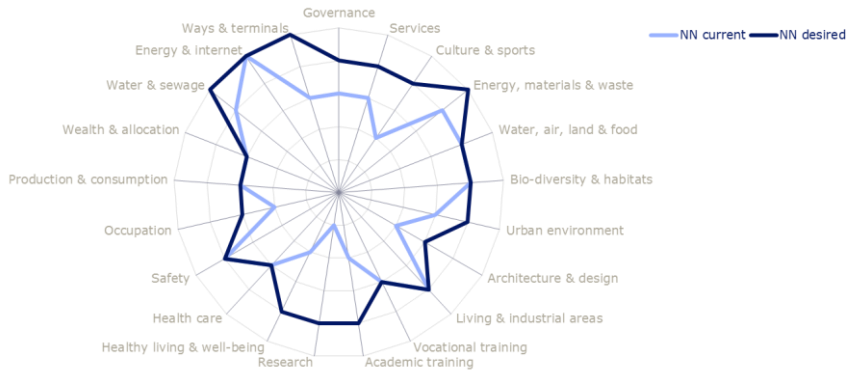 Governance
Ways & terminals
Services
Energy & internet
Culture & sports
NN current
NN desired
Water & sewage
Energy, materials & waste
Wealth & allocation
Water, air, land & food
Production & consumption
Bio-diversity & habitats
Occupation
Urban environment
Safety
Architecture & design
Health care
Living & industrial areas
Healthy living & well-being
Vocational training
Research
Academic training